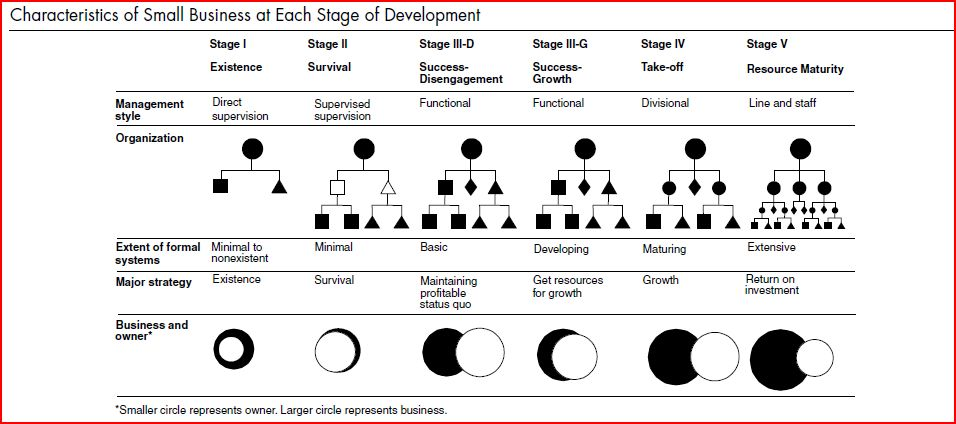 Characteristics of Small Business at Each Stage of Development
Stage I Stage II Stage III-D Stage III-G Stage IV Stage V
Existence Survival Success- Success- Take-off Resource Maturity
Disengagement Growth
Management Direct Supervised Functional Functional Divisional Line and staff
style supervision supervision
Organization
Extent of formal Minimal to Minimal Basic Developing Maturing Extensive
systems nonexistent
Major strategy Existence Survival Maintaining Get resources Growth Return on
profitable for growth investment
status quo
Business and
owner*
*Smaller circle represents owner. Larger circle represents business.